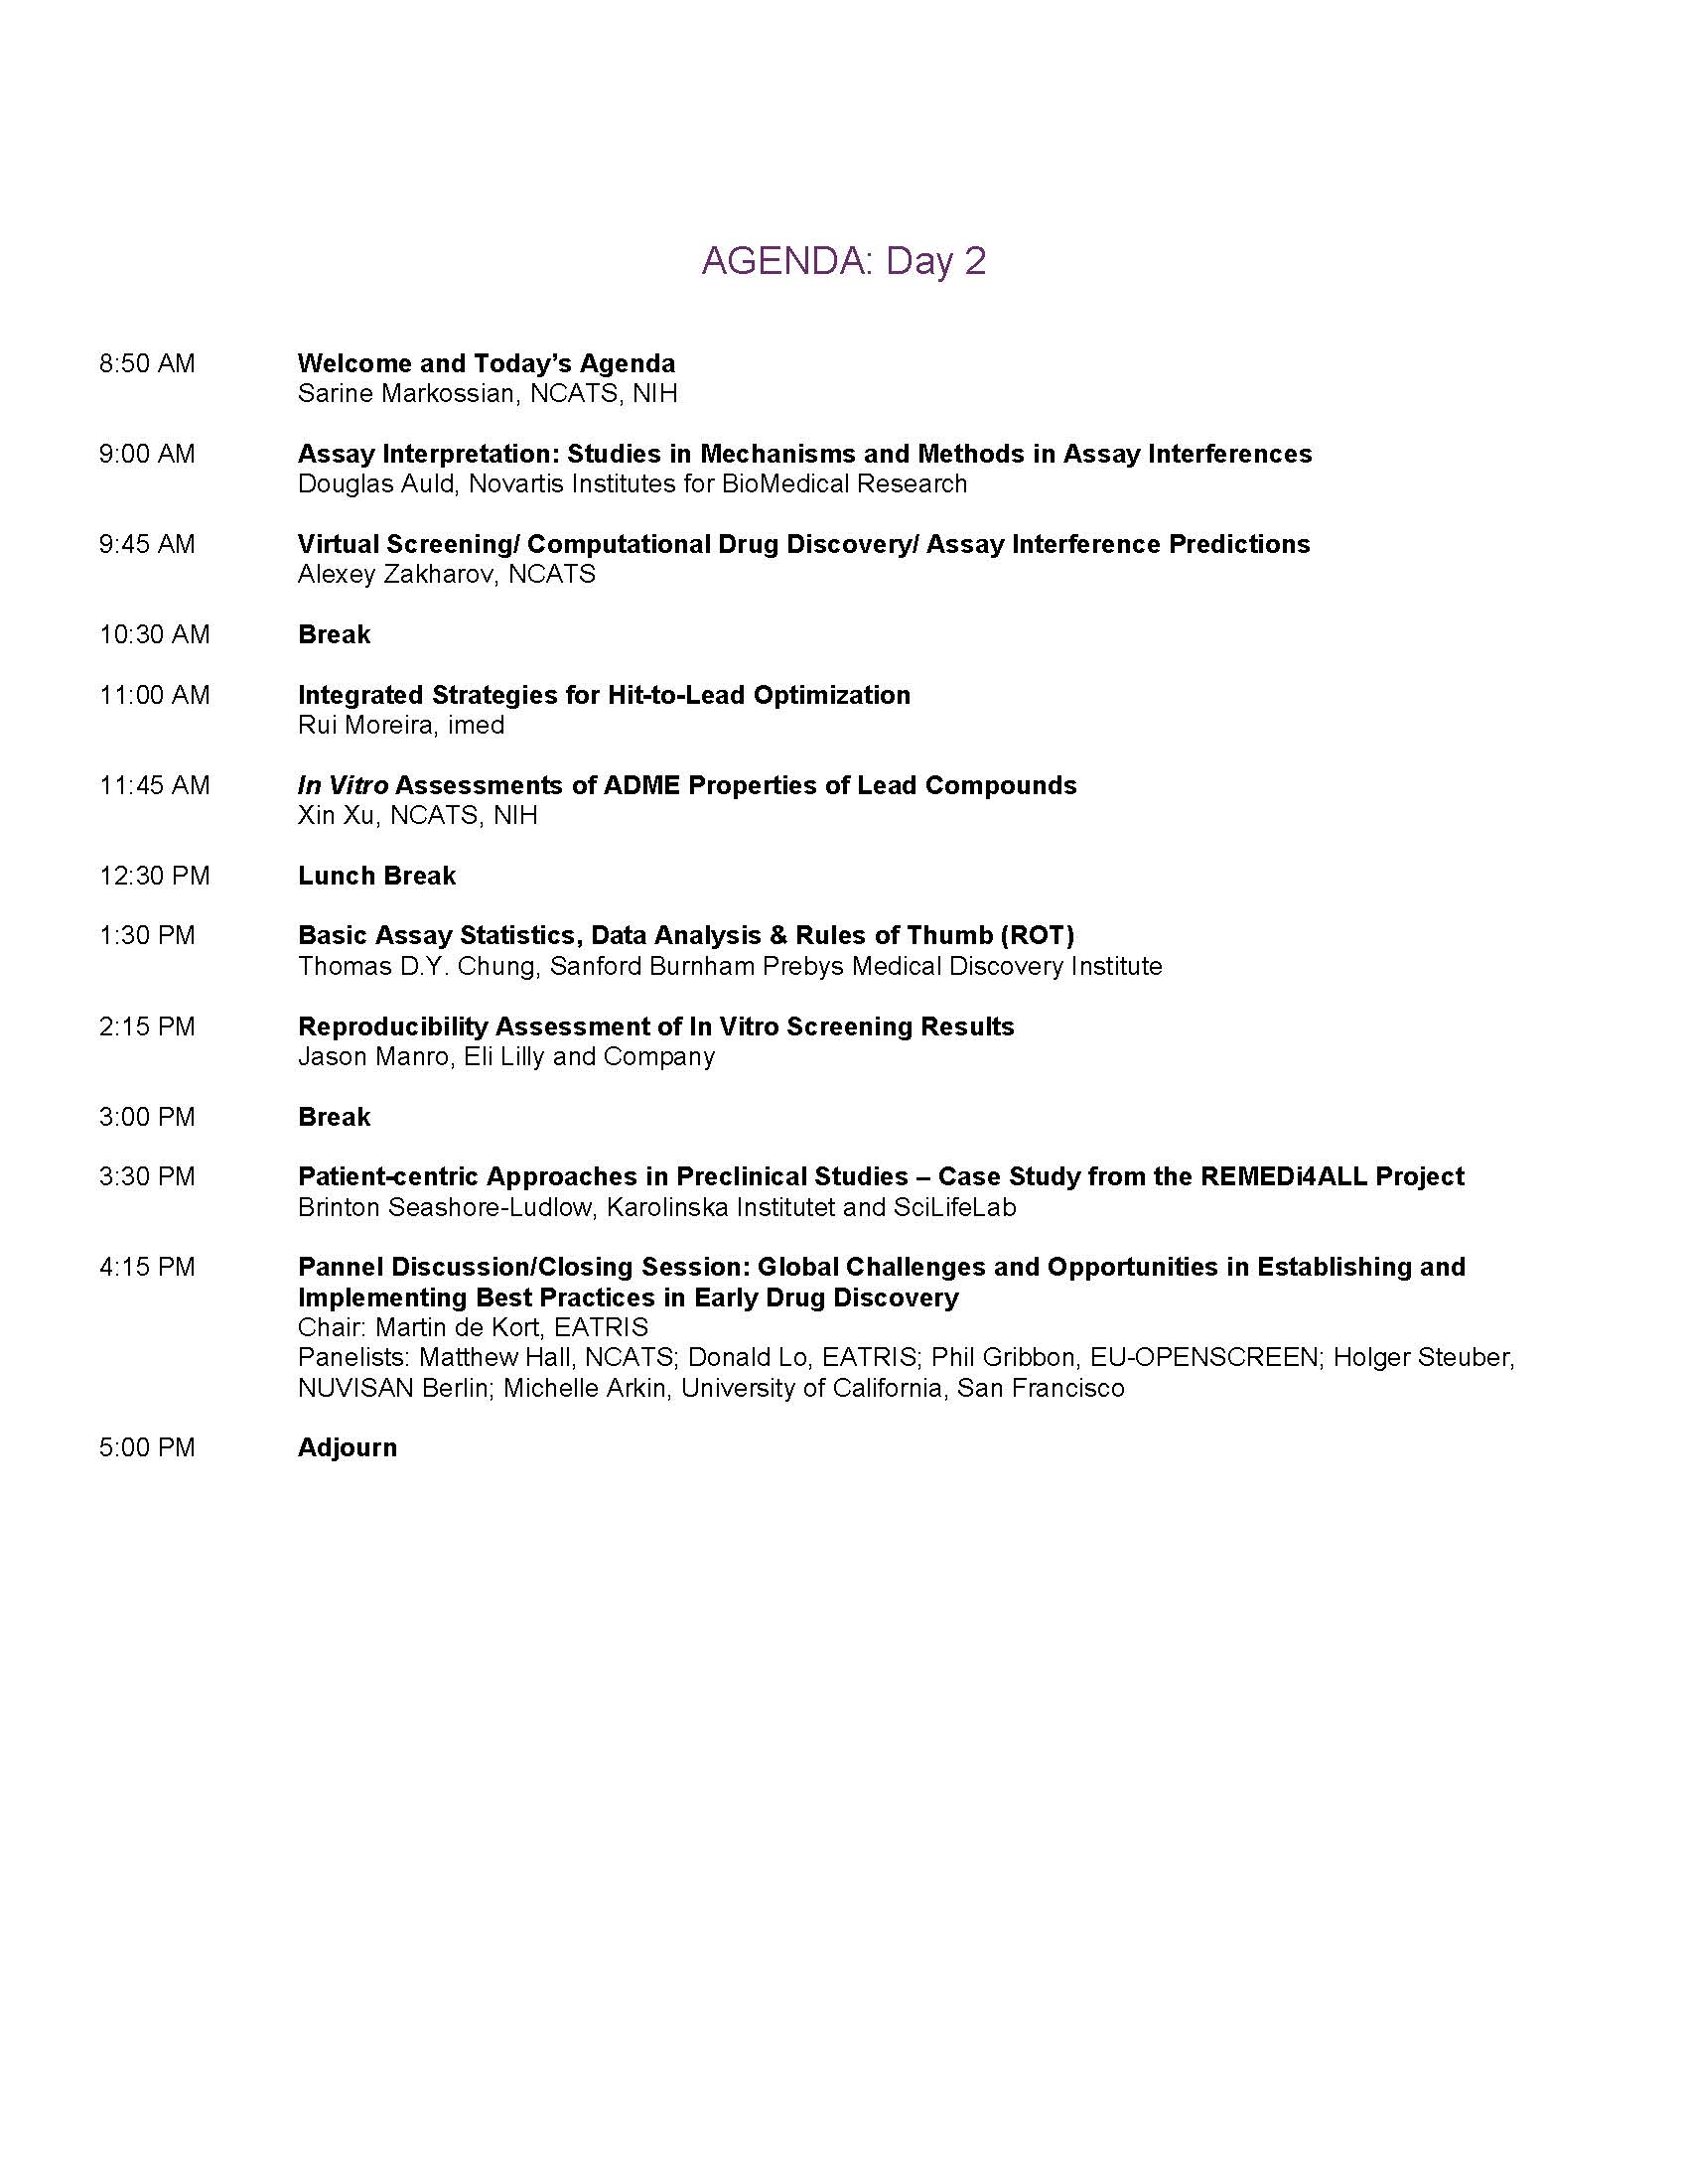 AGENDA: Day 2
8:50 AM Welcome and Today’s Agenda
Sarine Markossian, NCATS, NIH
9:00 AM Assay Interpretation: Studies in Mechanisms and Methods in Assay Interferences
Douglas Auld, Novartis Institutes for BioMedical Research
9:45 AM Virtual Screening/ Computational Drug Discovery/ Assay Interference Predictions
Alexey Zakharov, NCATS
10:30 AM Break
11:00 AM Integrated Strategies for Hit-to-Lead Optimization
Rui Moreira, imed
11:45 AM In Vitro Assessments of ADME Properties of Lead Compounds
Xin Xu, NCATS, NIH
12:30 PM Lunch Break
1:30 PM Basic Assay Statistics, Data Analysis & Rules of Thumb (ROT)
Thomas D.Y. Chung, Sanford Burnham Prebys Medical Discovery Institute
2:15 PM Reproducibility Assessment of In Vitro Screening Results
Jason Manro, Eli Lilly and Company
3:00 PM Break
3:30 PM Patient-centric Approaches in Preclinical Studies – Case Study from the REMEDi4ALL Project
Brinton Seashore-Ludlow, Karolinska Institutet and SciLifeLab
4:15 PM Pannel Discussion/Closing Session: Global Challenges and Opportunities in Establishing and
Implementing Best Practices in Early Drug Discovery
Chair: Martin de Kort, EATRIS
Panelists: Matthew Hall, NCATS; Donald Lo, EATRIS; Phil Gribbon, EU-OPENSCREEN; Holger Steuber,
NUVISAN Berlin; Michelle Arkin, University of California, San Francisco
5:00 PM Adjourn